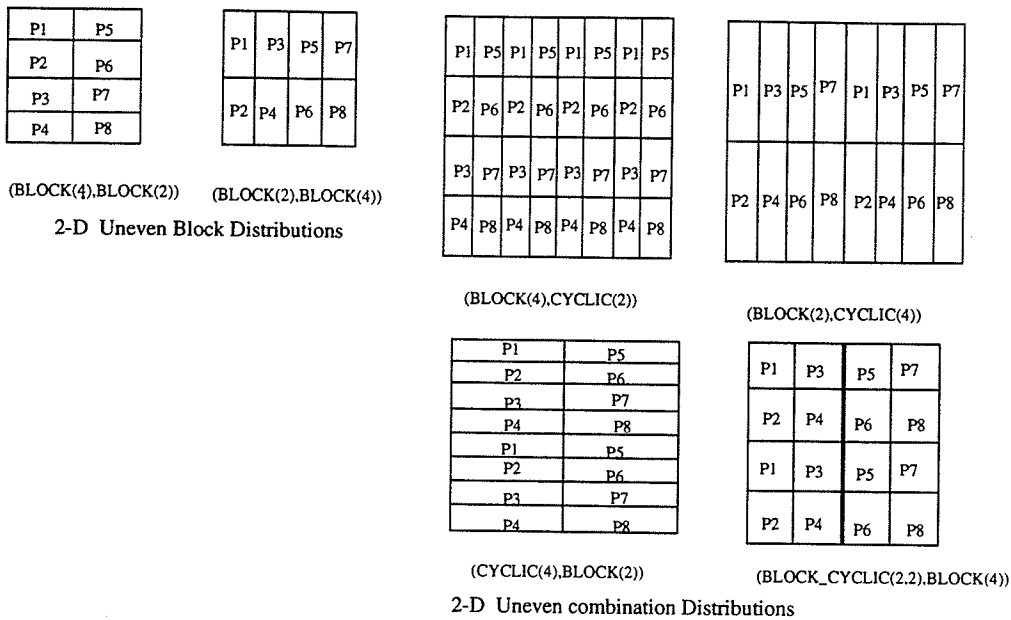 P1 P5
P2 P6
P3 P7
P4 P8
(BLOCK(4),BLOCK(2))
P1 P3 P5 P7
P2 P4 P6 P8
(BLOCK(2),BLOCK(4))
2-D Uneven Block Distributions
P1 P5 P1 P5 P1 P5 P1 P5
P2 P6 P2 P6 P2 P6 P2 P6
P3 P7 P3 P7 P3 P7 P3 P7
P4 P8 P4 P8 P4 P8 P4 P8
(BLOCK(4),CYCLIC(2))
P1 P3 P5 P7 P1 P3 P5 P7
P2 P4 P6 P8 P2 P4 P6 P8
(BLOCK(2),CYCLIC(4))
P1 P5
P2 P6
P3 P7
P4 P8
P1 P5
P2 P6
P3 P7
P4 P8
(CYCLIC(4),BLOCK(2))
P1 P3 P5 P7
P2 P4 P6 P8
P1 P3 P5 P7
P2 P4 P6 P8
(BLOCK_CYCLIC(2,2),BLOCK(4))
2-D Uneven combination Distributions